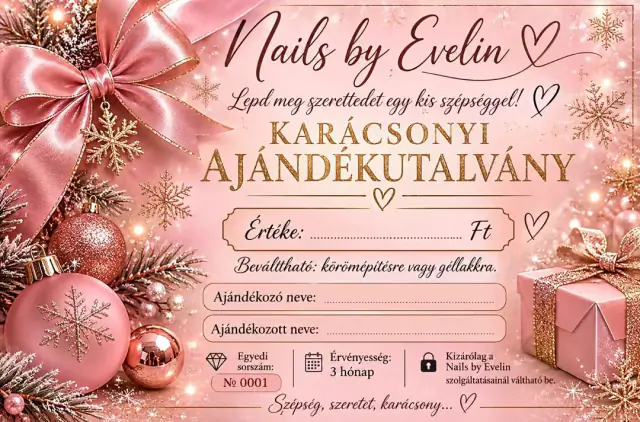 Nails by Evelin
Lepd meg szerettedet egy kis szépséggel!
KARÁCSONYI
AJÁNDÉKUTALVÁNY
Értéke: ........................................ Ft
Beváltható: körömépítésre vagy géllakkra.
Ajándékozó neve: ........................................
Ajándékozott neve: ........................................
Egyedi
sorszám:
№ 0001
Érvényesség:
3 hónap
Kizárólag a
Nails by Evelin
szolgáltatásainál váltható be.
Szépség, szeretet, karácsony...